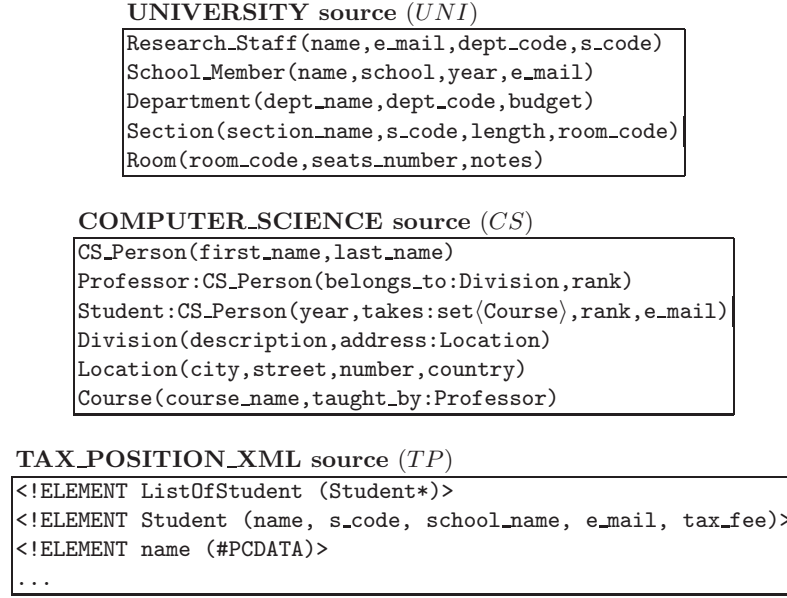 UNIVERSITY source (UNI)
Research_Staff(name,e_mail,dept_code,s_code)
School_Member(name,school,year,e_mail)
Department(dept_name,dept_code,budget)
Section(section_name,s_code,length,room_code)
Room(room_code,seats_number,notes)
COMPUTER_SCIENCE source (CS)
CS_Person(first_name,last_name)
Professor:CS_Person(belongs_to:Division,rank)
Student:CS_Person(year,takes:set⟨Course⟩,rank,e_mail)
Division(description,address:Location)
Location(city,street,number,country)
Course(course_name,taught_by:Professor)
TAX_POSITION_XML source (TP)
<!ELEMENT ListOfStudent (Student*)>
<!ELEMENT Student (name, s_code, school_name, e_mail, tax_fee)>
<!ELEMENT name (#PCDATA)>
...